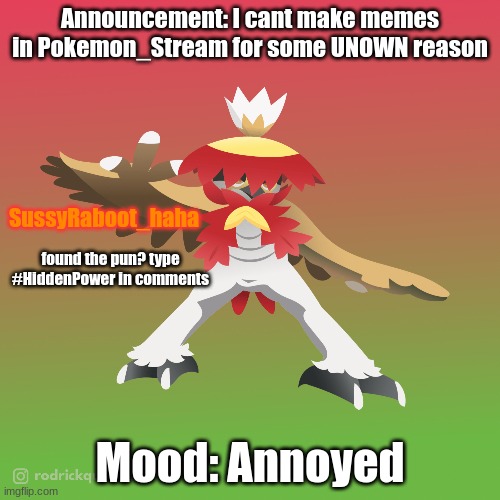 Announcement: I cant make memes
in Pokemon_Stream for some UNOWN reason
SussyRaboot_haha
found the pun? type
#HiddenPower in comments
Mood: Annoyed
rodrickq
imgflip.com